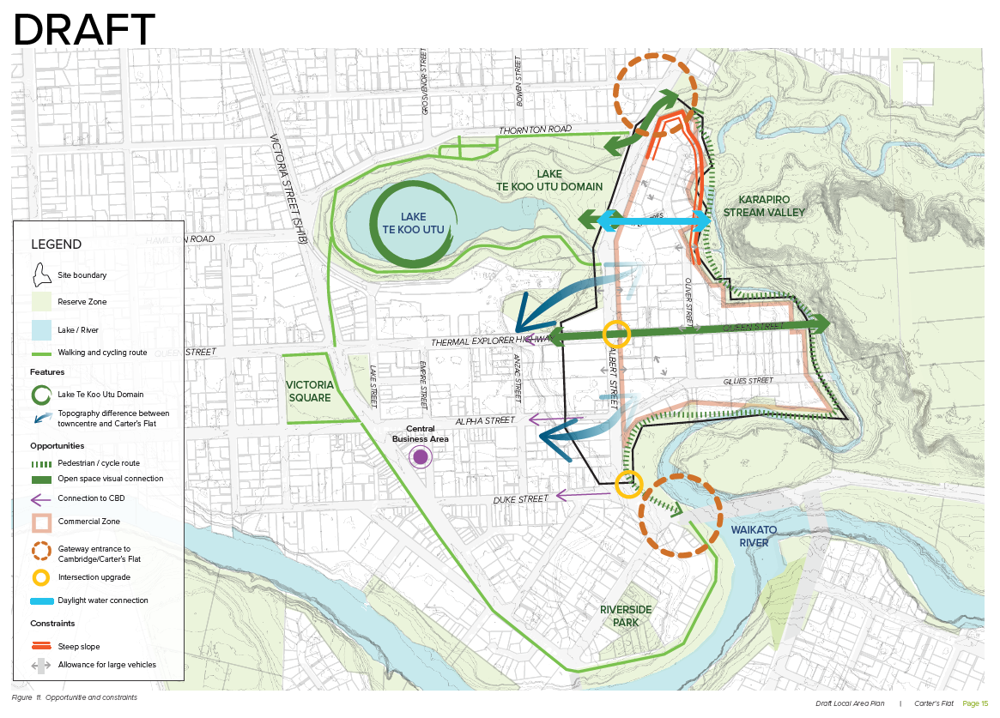 DRAFT
GROSVENOR STREET
BOWEN STREET
THORNTON ROAD
VICTORIA STREET (SH1B)
LAKE
TE KOO UTU DOMAIN
KARAPIRO
STREAM VALLEY
LAKE
TE KOO UTU
HAMILTON ROAD
OLIVER STREET
QUEEN STREET
THERMAL EXPLORER HIGHWAY
QUEEN STREET
ALBERT STREET
LAKE STREET
EMPIRE STREET
ANZAC STREET
GILLIES STREET
VICTORIA
SQUARE
ALPHA STREET
Central
Business Area
DUKE STREET
WAIKATO
RIVER
RIVERSIDE
PARK
LEGEND
Site boundary
Reserve Zone
Lake / River
Walking and cycling route
Features
Lake Te Koo Utu Domain
Topography difference between
towncentre and Carter's Flat
Opportunities
Pedestrian / cycle route
Open space visual connection
Connection to CBD
Commercial Zone
Gateway entrance to
Cambridge/Carter's Flat
Intersection upgrade
Daylight water connection
Constraints
Steep slope
Allowance for large vehicles
Figure 11. Opportunitie and constraints
Draft Local Area Plan | Carter's Flat Page 15